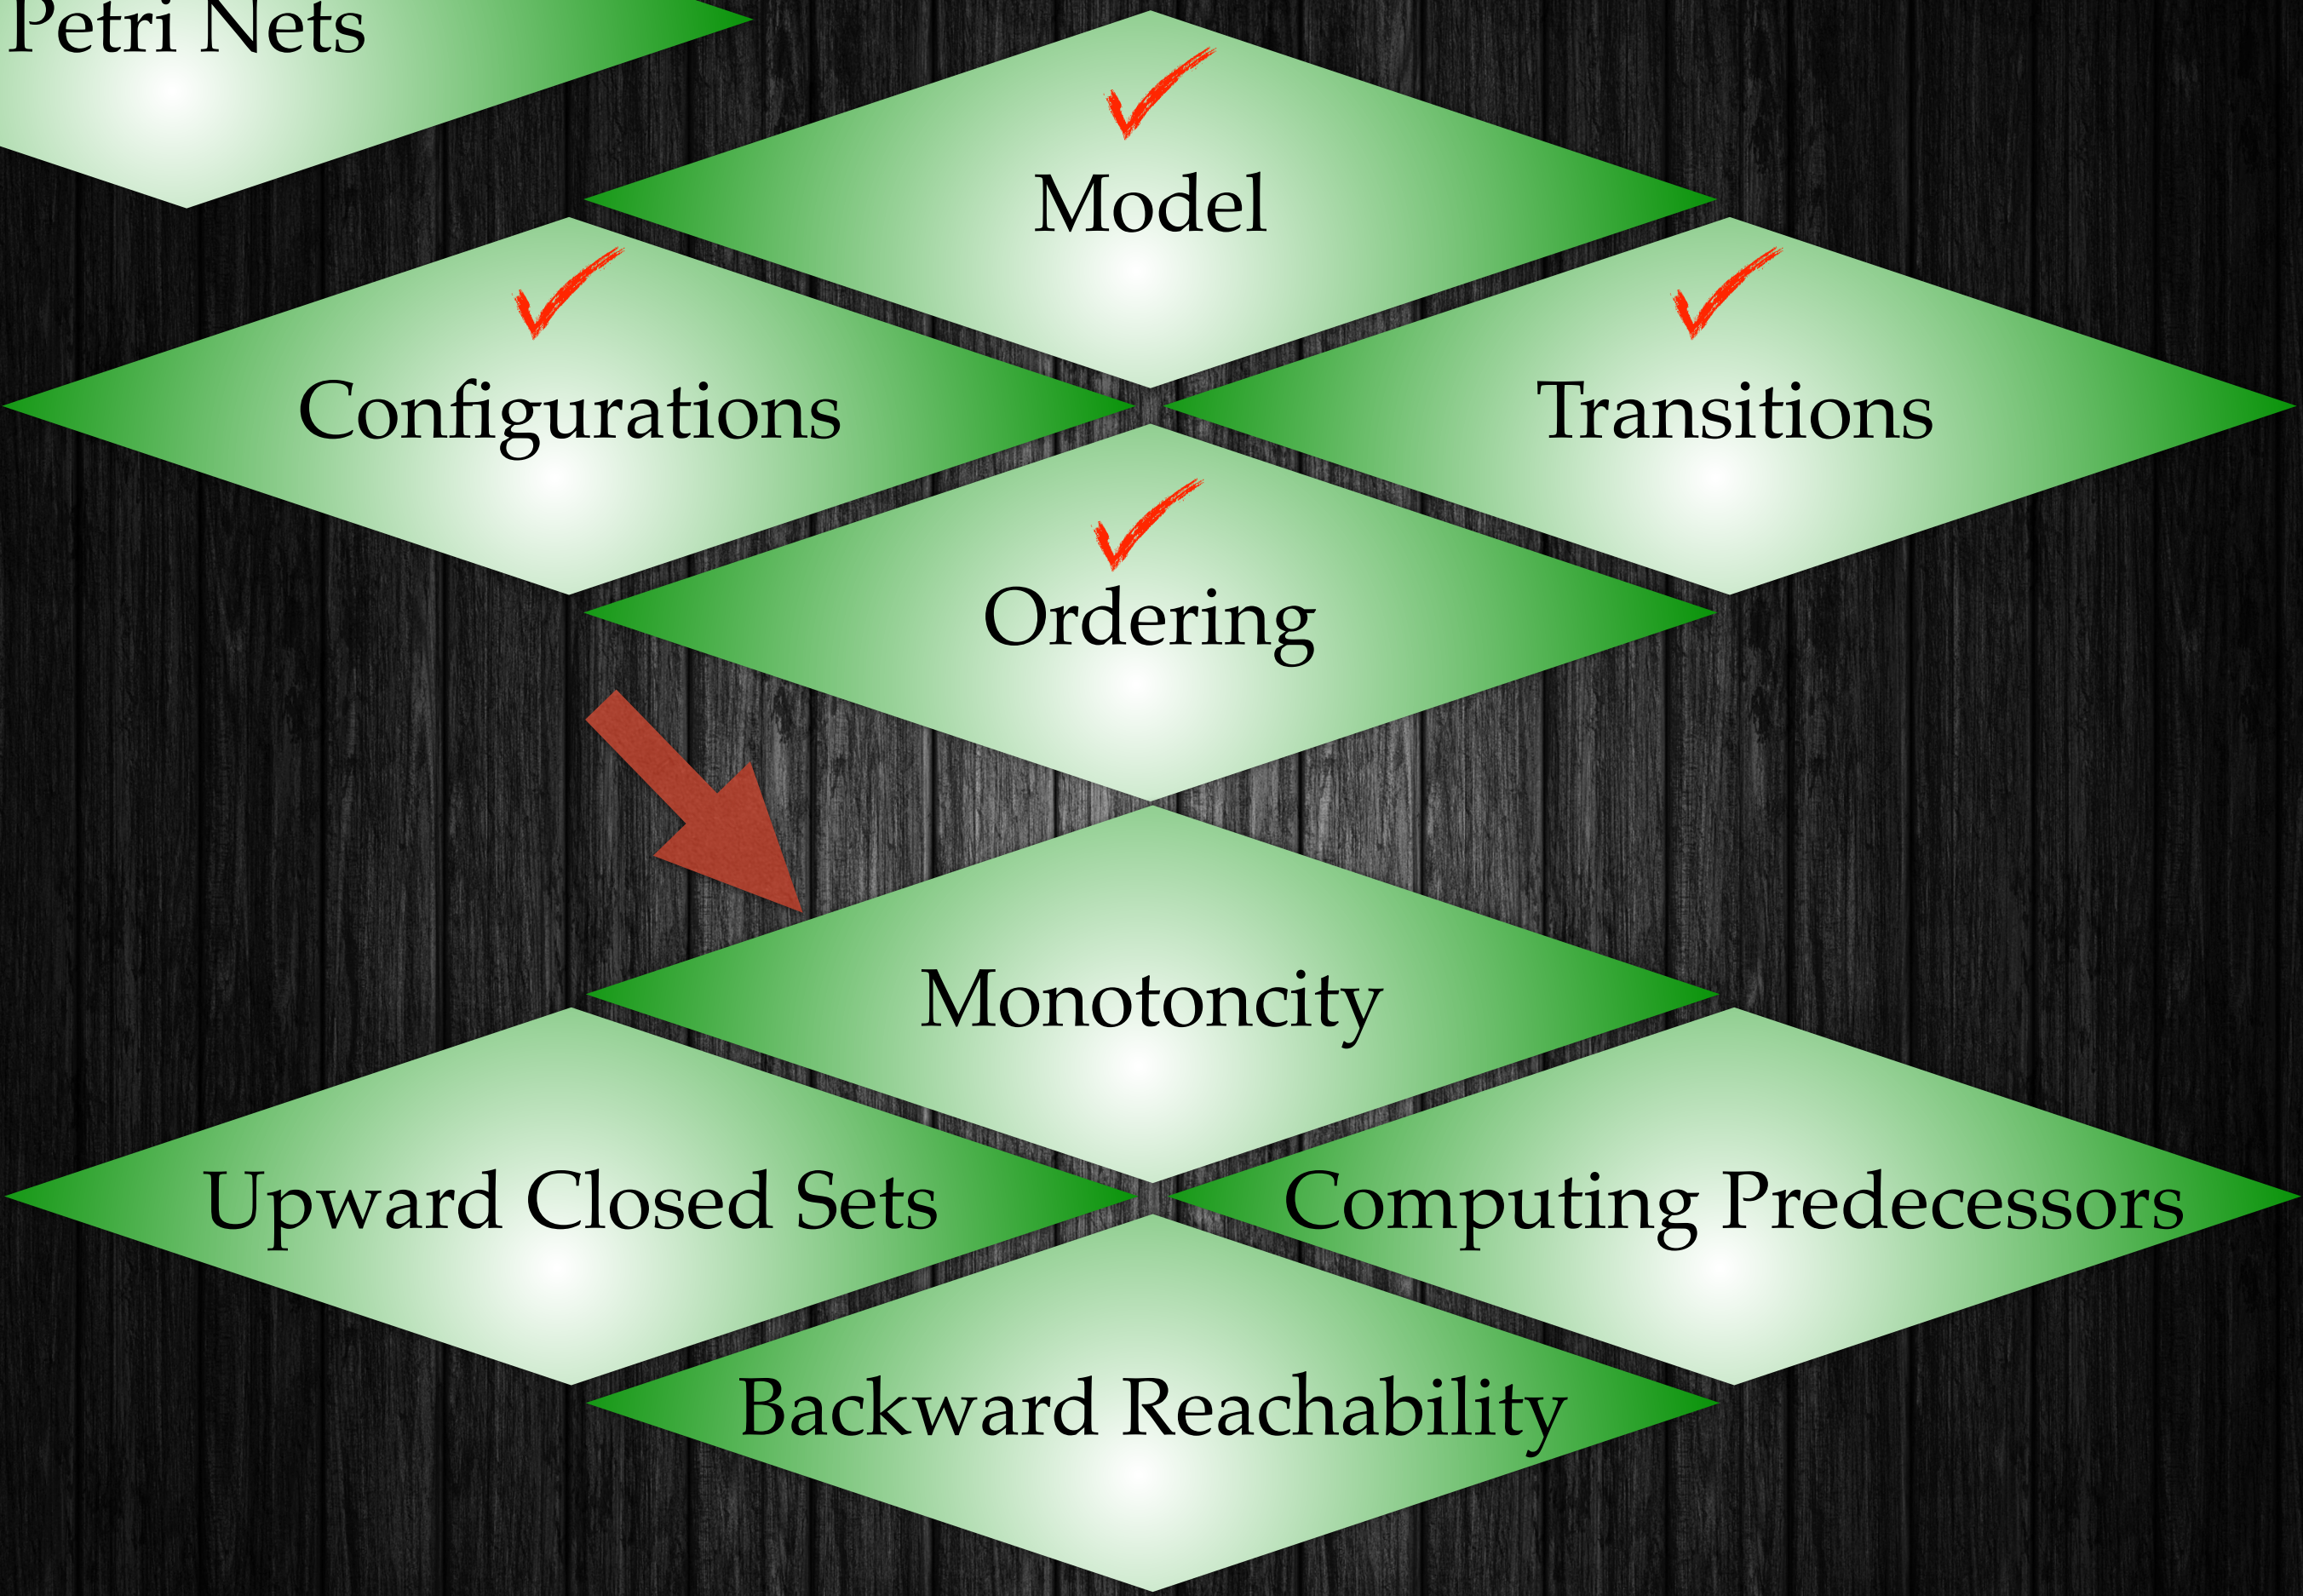 Petri Nets
Model
Configurations
Transitions
Ordering
Monotoncity
Upward Closed Sets
Computing Predecessors
Backward Reachability